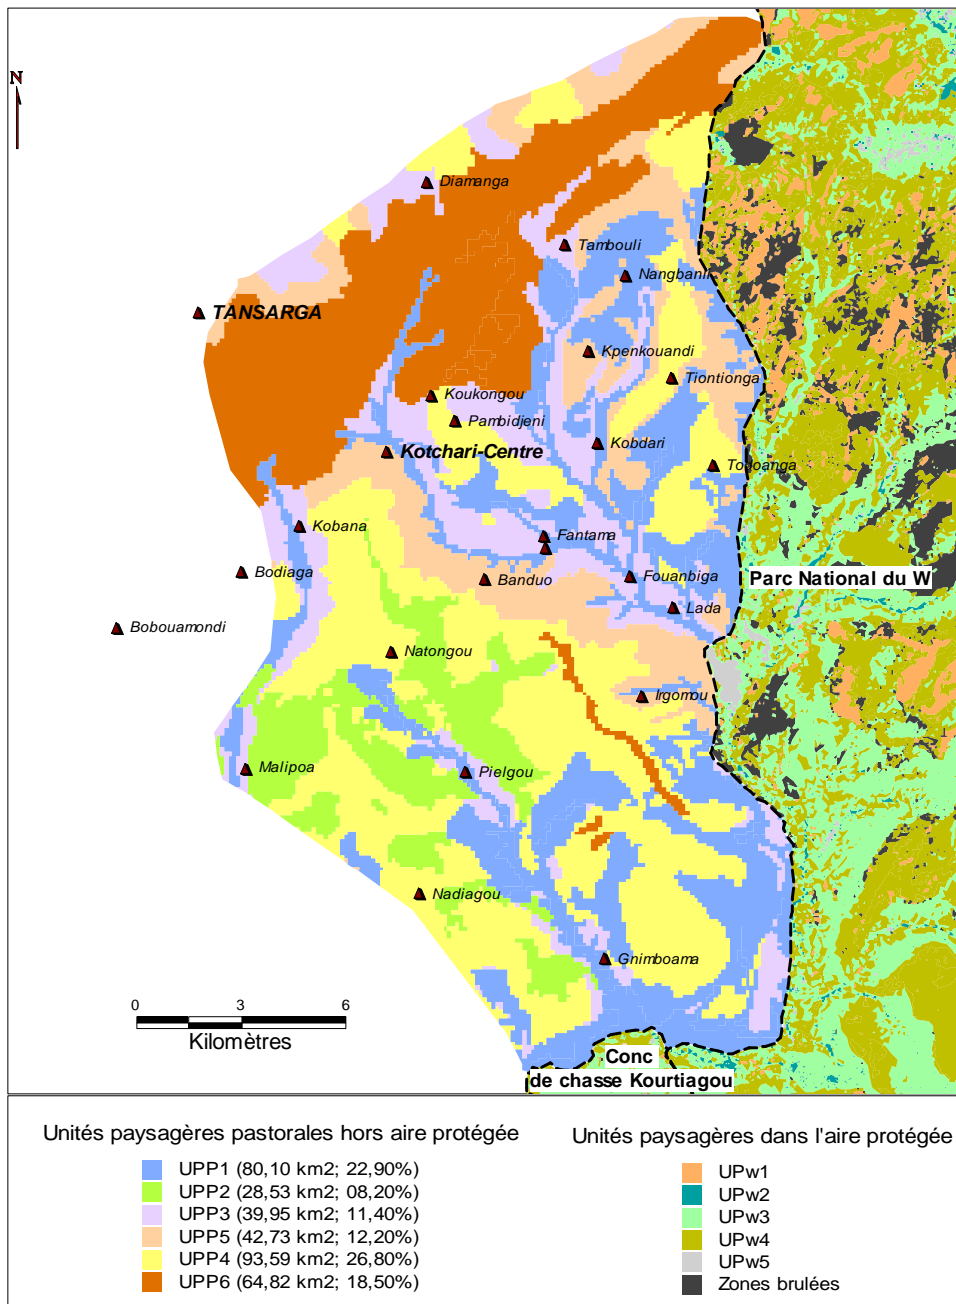 N
Diamanga
Tambouli
Nangbanli
TANSARGA
Kpenkouandi
Tiontionga
Koukongou
Pambidjeni
Kobdari
Kotchari-Centre
Topoanga
Kobana
Fantama
Bodiaga
Banduo
Fouanbiga
Parc National du W
Lada
Bobouamondi
Natongou
Irgomou
Malipoa
Pielgou
Nadiagou
Gnimboama
0 3 6
Kilomètres
Conc
de chasse Kourtiagou
Unités paysagères pastorales hors aire protégée
UPP1 (80,10 km2; 22,90%)
UPP2 (28,53 km2; 08,20%)
UPP3 (39,95 km2; 11,40%)
UPP5 (42,73 km2; 12,20%)
UPP4 (93,59 km2; 26,80%)
UPP6 (64,82 km2; 18,50%)
Unités paysagères dans l'aire protégée
UPw1
UPw2
UPw3
UPw4
UPw5
Zones brulées